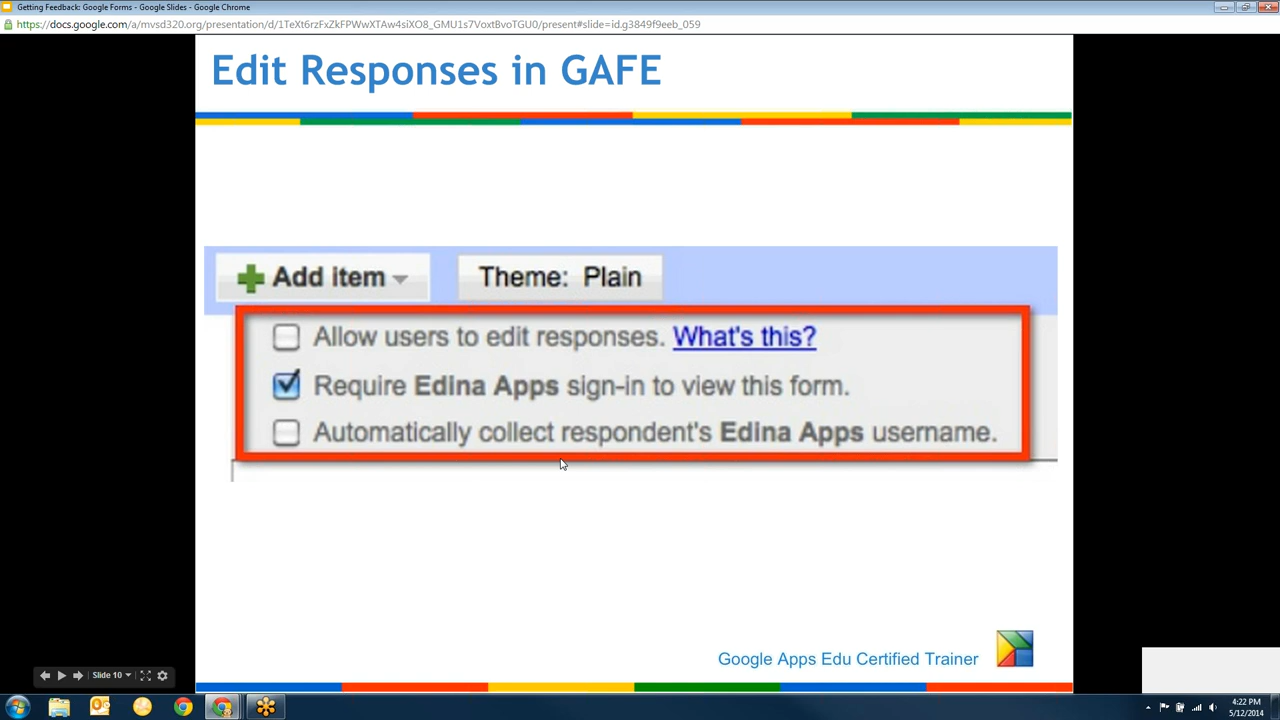 Getting Feedback: Google Forms - Google Slides - Google Chrome
https://docs.google.com/a/mvsd320.org/presentation/d/1TeXt6rzFxZkFPWwXTAw4siXO8_GMU1s7VoxtBvoTGU0/present#slide=id.g3849f9eeb_059
Edit Responses in GAFE
Add item
Theme: Plain
Allow users to edit responses. What's this?
Require Edina Apps sign-in to view this form.
Automatically collect respondent's Edina Apps username.
Google Apps Edu Certified Trainer
Slide 10
4:22 PM
5/12/2014